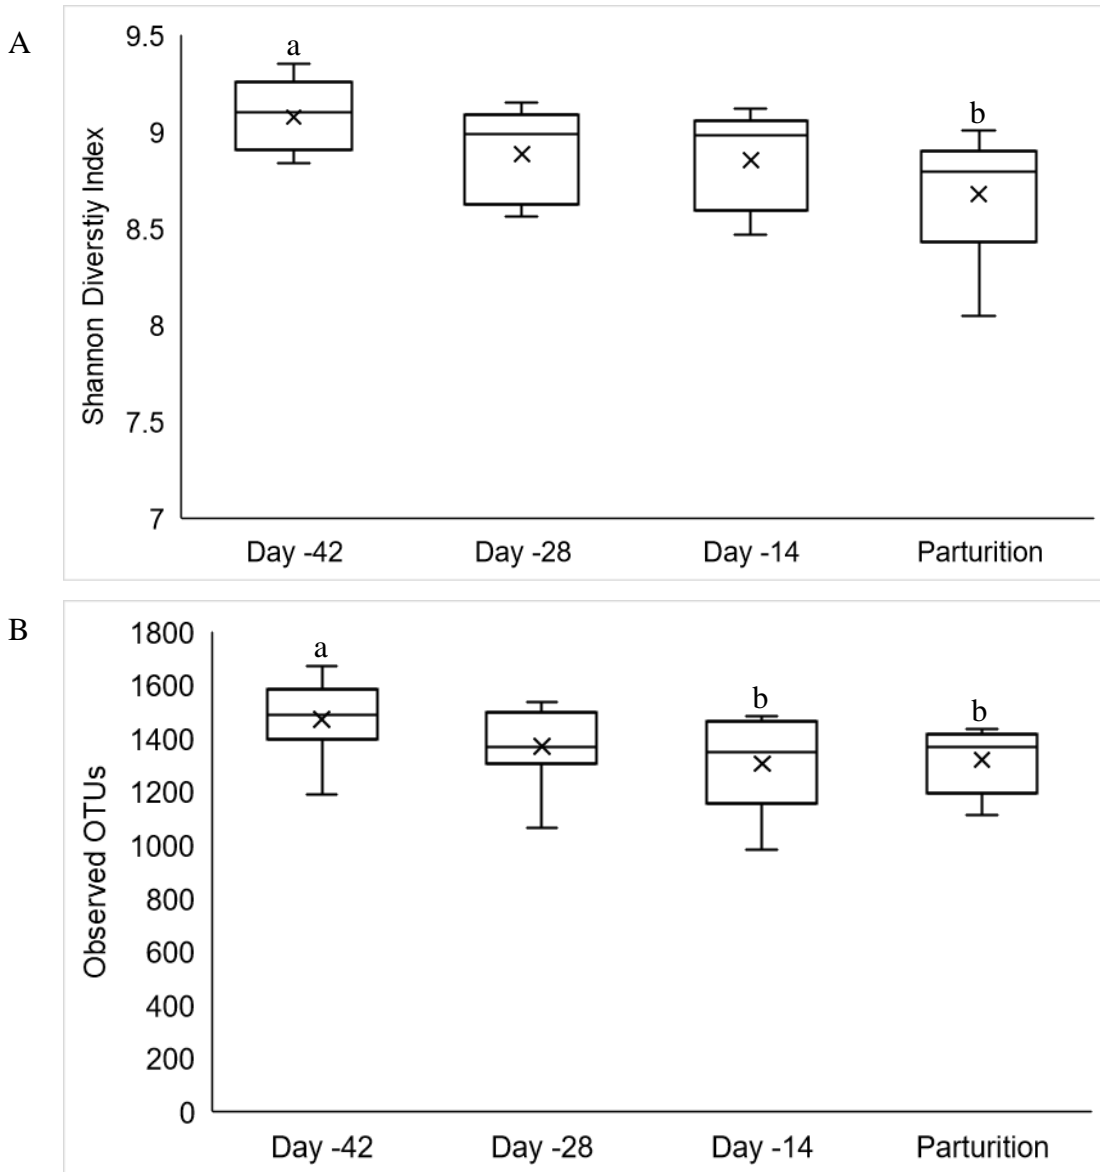 A
Shannon Diverstiy Index
9.5
9
8.5
8
7.5
7
a
b
Day -42 Day -28 Day -14 Parturition
B
Observed OTUs
1800
1600
1400
1200
1000
800
600
400
200
0
a
b
b
Day -42 Day -28 Day -14 Parturition